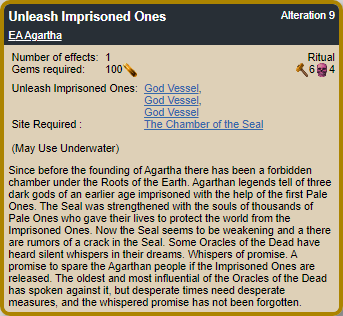 Unleash Imprisoned Ones Alteration 9
EA Agartha
Number of effects: 1 Ritual
Gems required: 100 6 4
Unleash Imprisoned Ones: God Vessel,
God Vessel,
God Vessel
Site Required : The Chamber of the Seal
(May Use Underwater)
Since before the founding of Agartha there has been a forbidden
chamber under the Roots of the Earth. Agarthan legends tell of three
dark gods of an earlier age imprisoned with the help of the first Pale
Ones. The Seal was strengthened with the souls of thousands of
Pale Ones who gave their lives to protect the world from the
Imprisoned Ones. Now the Seal seems to be weakening and a there
are rumors of a crack in the Seal. Some Oracles of the Dead have
heard silent whispers in their dreams. Whispers of promise. A
promise to spare the Agarthan people if the Imprisoned Ones are
released. The oldest and most influential of the Oracles of the Dead
has spoken against it, but desperate times need desperate
measures, and the whispered promise has not been forgotten.